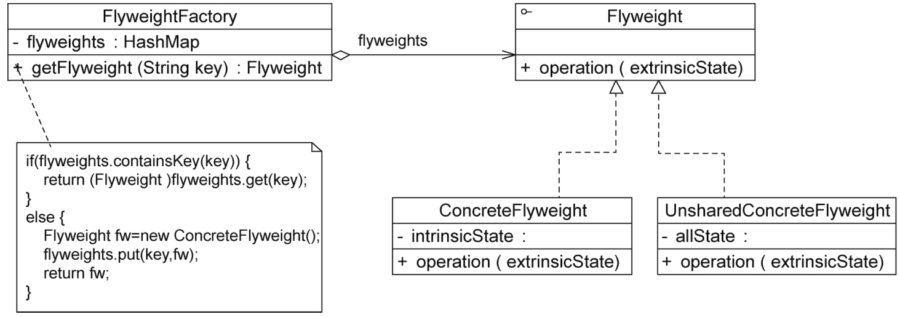 FlyweightFactory
- flyweights : HashMap
+ getFlyweight (String key) : Flyweight
flyweights
Flyweight
+ operation ( extrinsicState)
if(flyweights.containsKey(key)) {
return (Flyweight )flyweights.get(key);
}
else {
Flyweight fw=new ConcreteFlyweight();
flyweights.put(key,fw);
return fw;
}
ConcreteFlyweight
- intrinsicState :
+ operation ( extrinsicState)
UnsharedConcreteFlyweight
- allState :
+ operation ( extrinsicState)